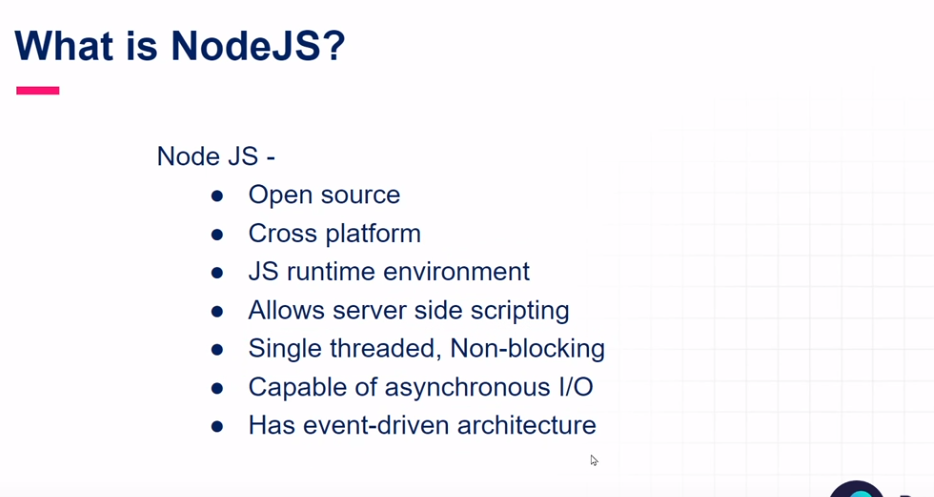 What is NodeJS?
Node JS -
● Open source
● Cross platform
● JS runtime environment
● Allows server side scripting
● Single threaded, Non-blocking
● Capable of asynchronous I/O
● Has event-driven architecture